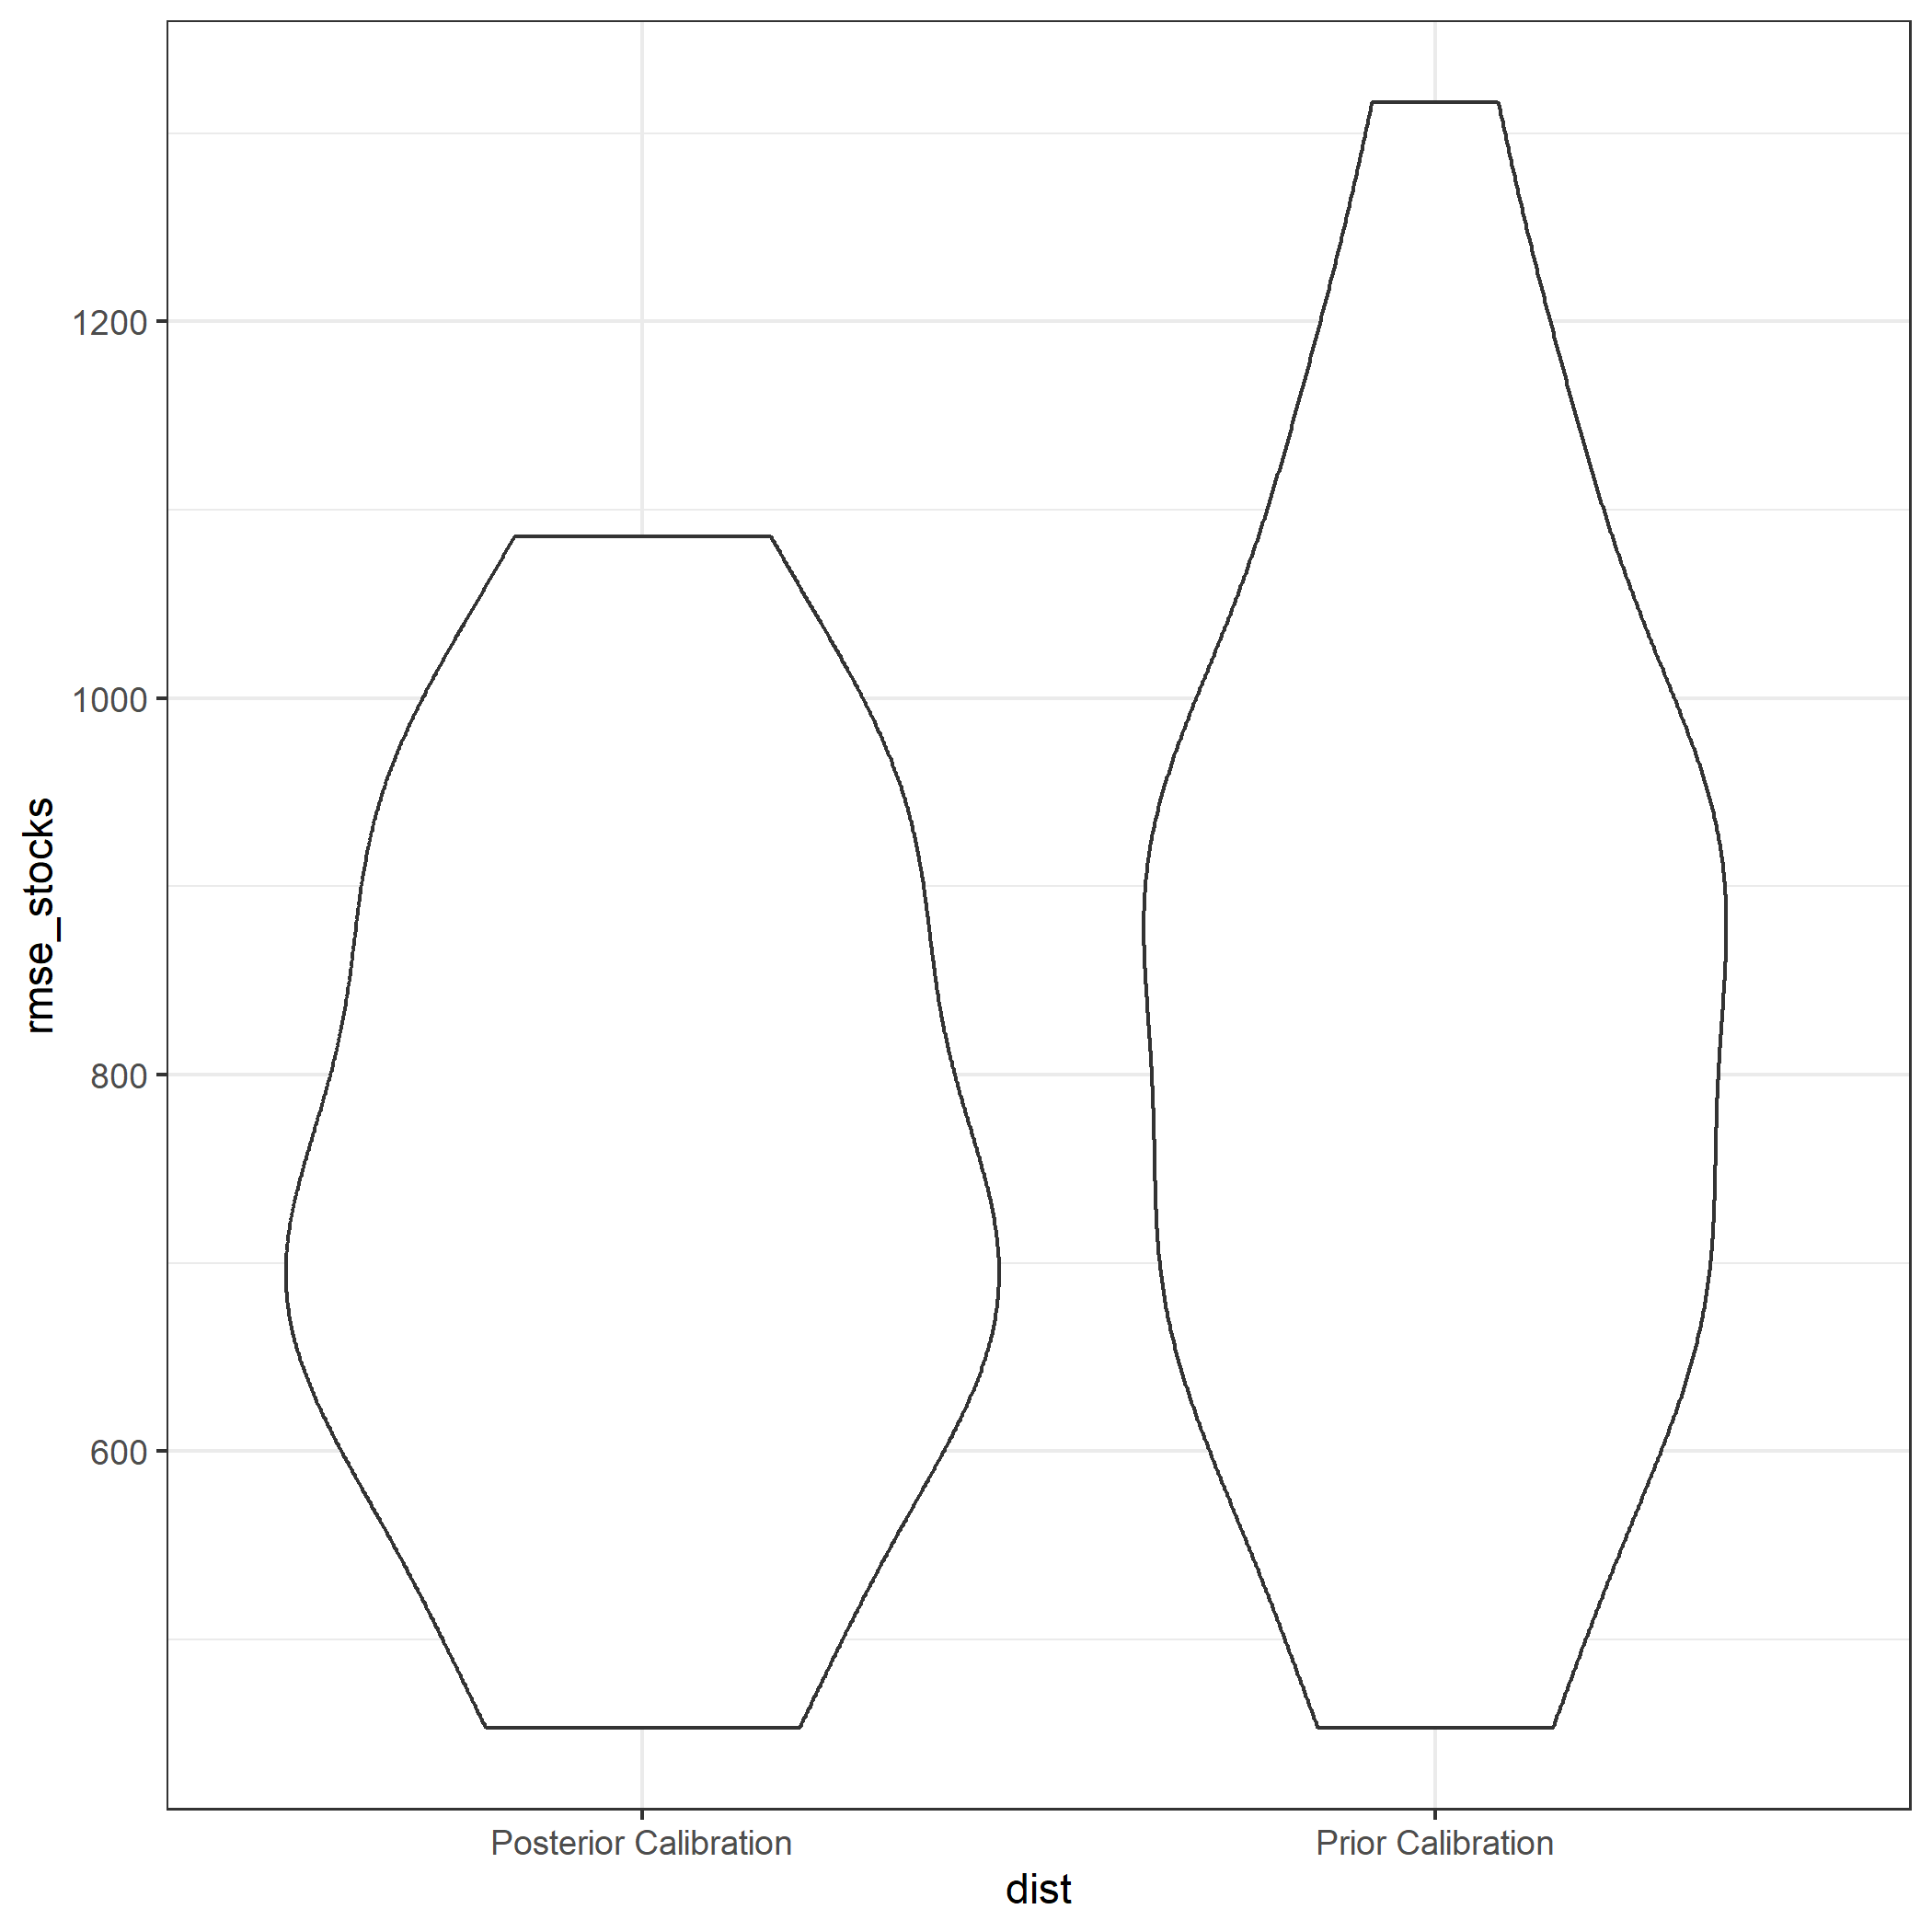 rmse_stocks
1200
1000
800
600
Posterior Calibration
Prior Calibration
dist